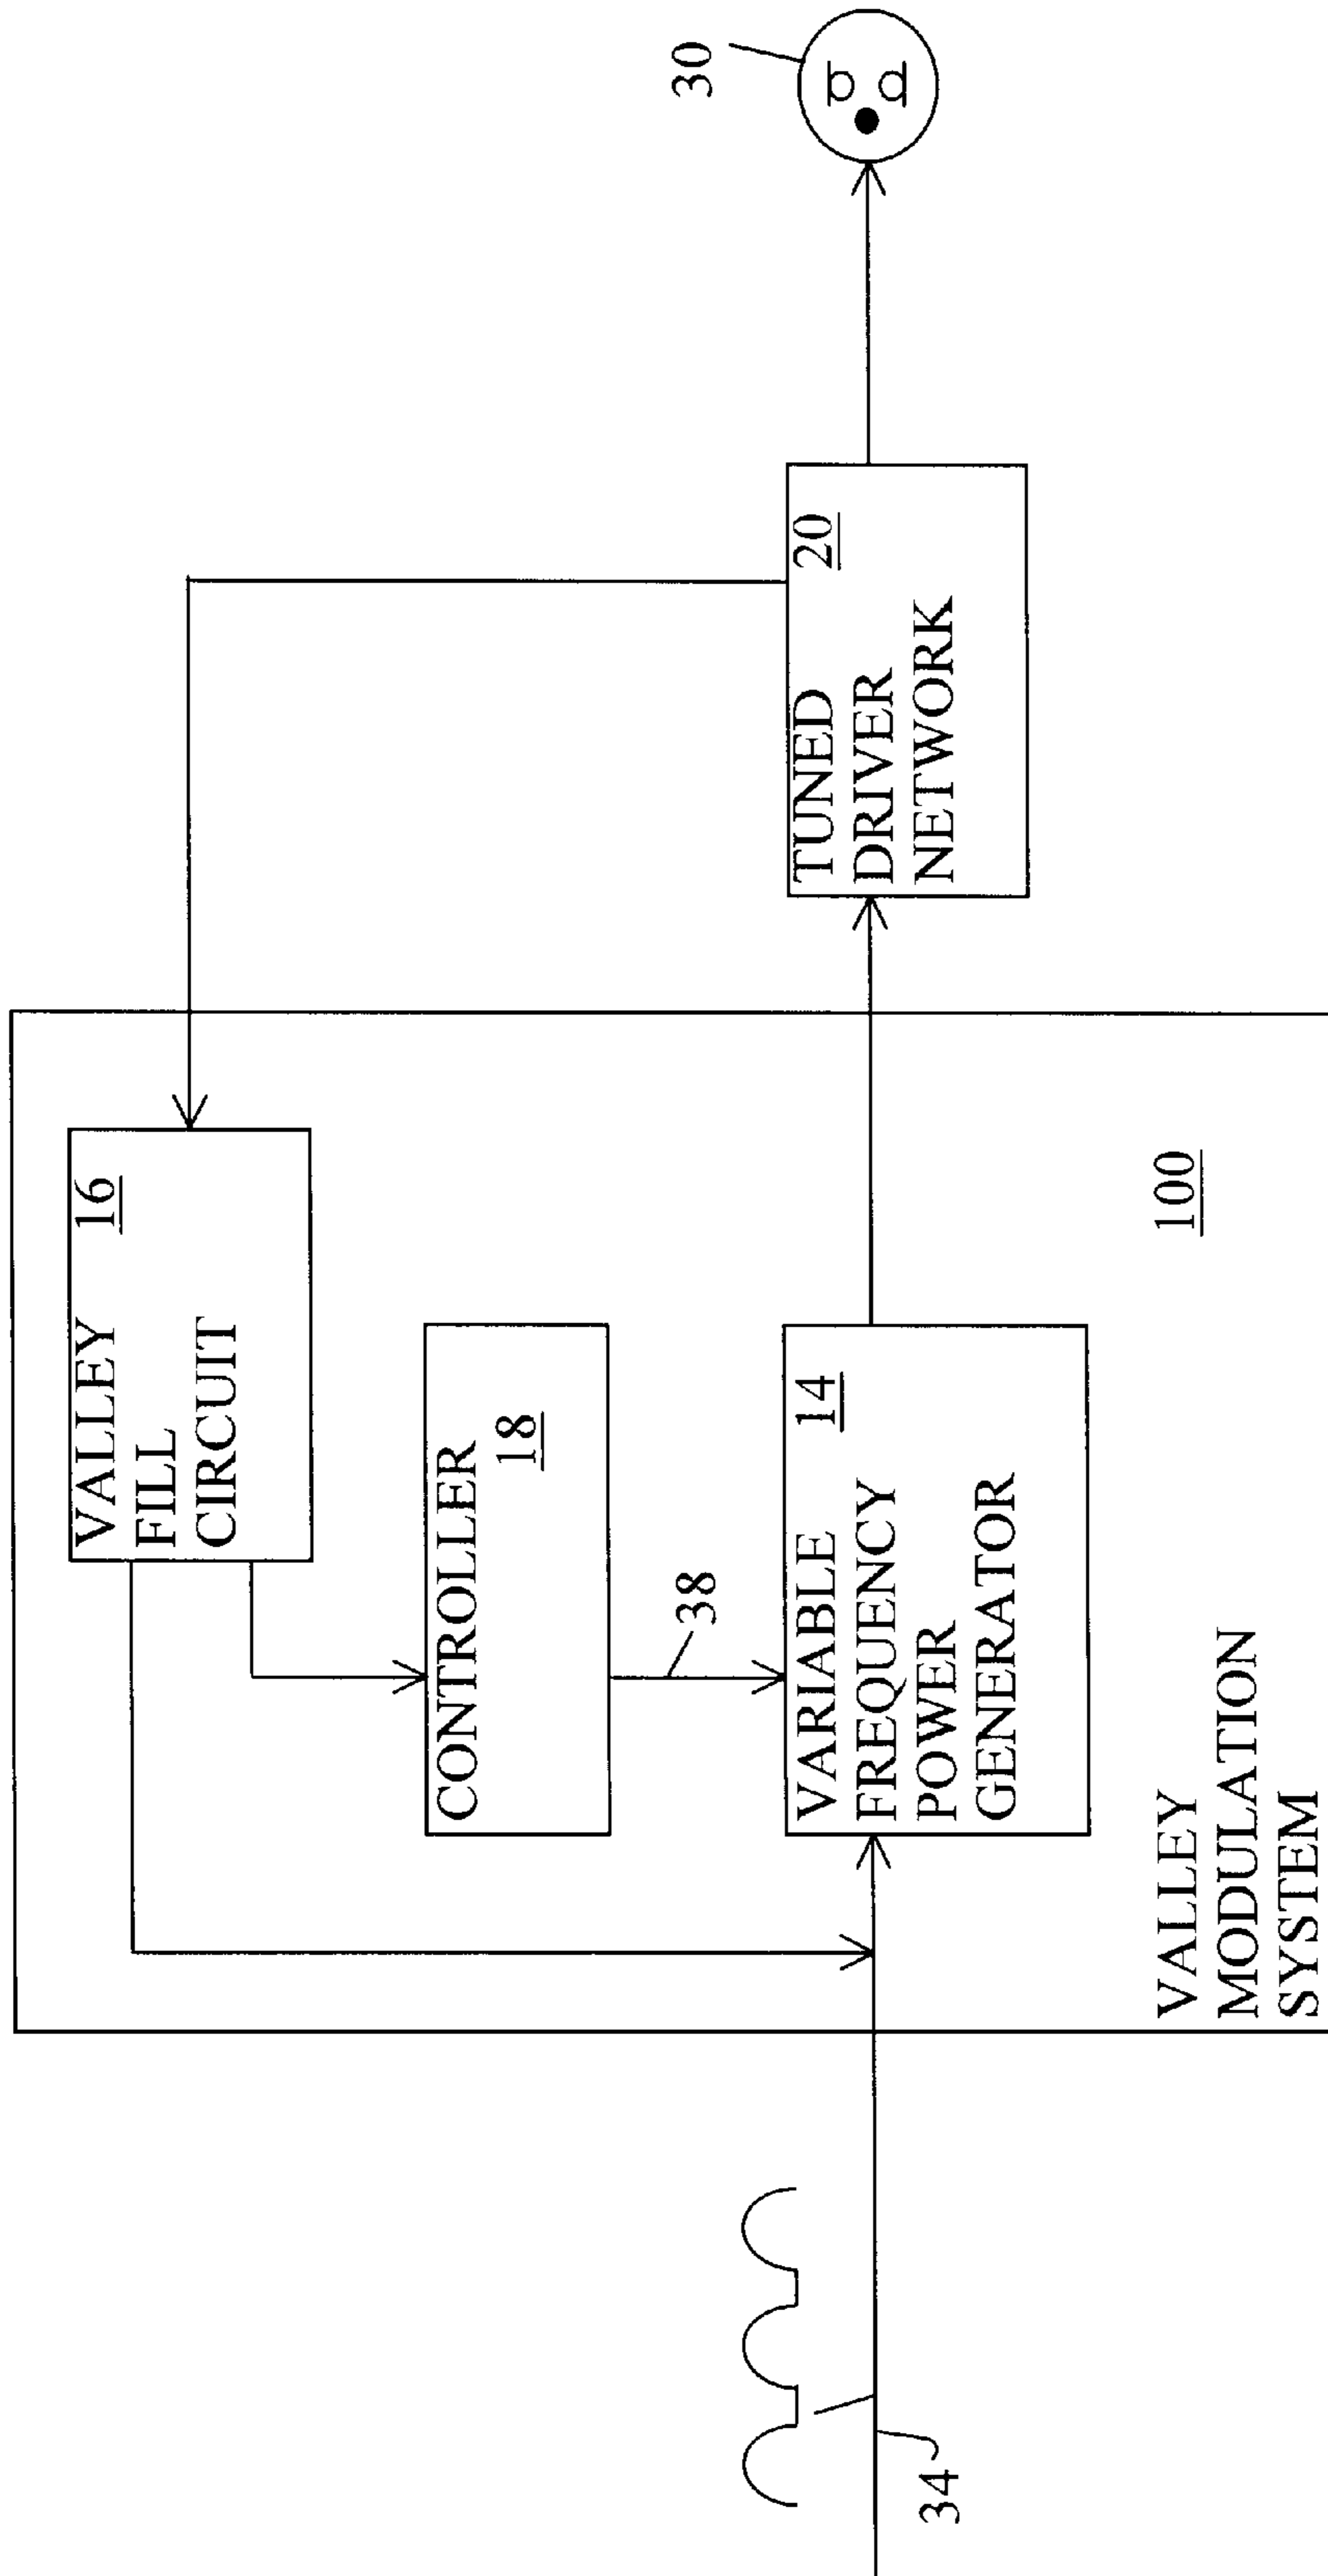 VALLEY 16
FILL
CIRCUIT
CONTROLLER
18
38
VARIABLE 14
FREQUENCY
POWER
GENERATOR
100
VALLEY
MODULATION
SYSTEM
34
TUNED 20
DRIVER
NETWORK
30